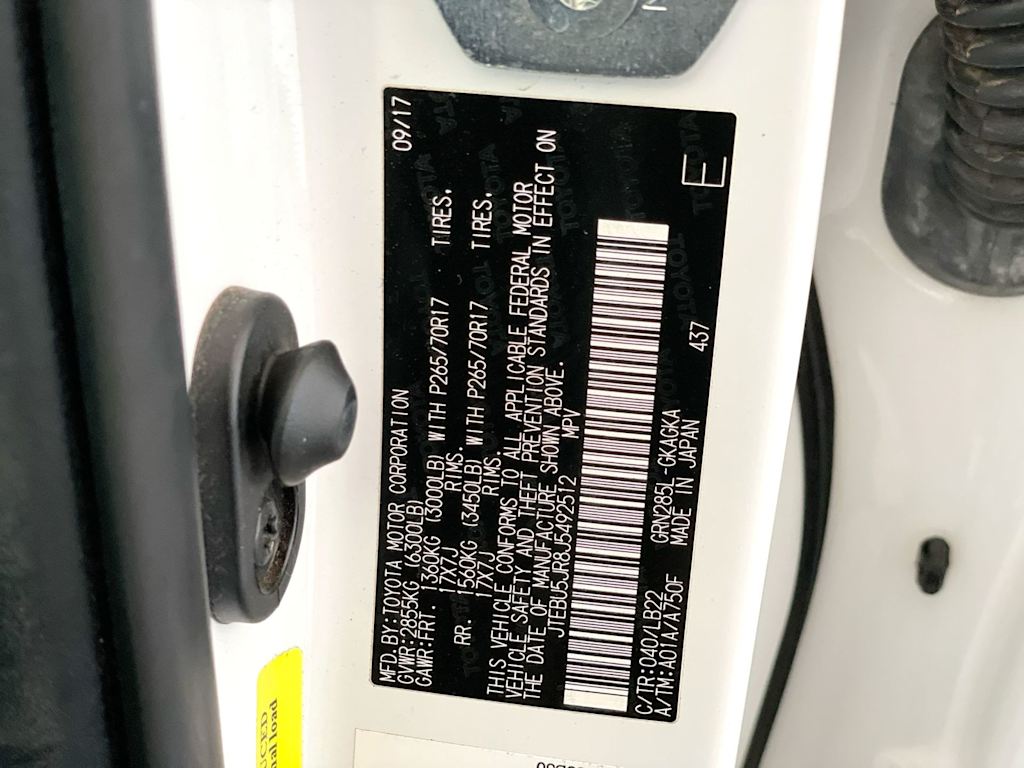 MFD.BY:TOYOTA MOTOR CORPORATION 09/17
GVWR:2855KG (6300LB)
GAWR:FRT. 1360KG (3000LB) WITH P265/70R17 TIRES,
17X7J RIMS.
RR. 1560KG (3450LB) WITH P265/70R17 TIRES,
17X7J RIMS.
THIS VEHICLE CONFORMS TO ALL APPLICABLE FEDERAL MOTOR
VEHICLE SAFETY AND THEFT PREVENTION STANDARDS IN EFFECT ON
THE DATE OF MANUFACTURE SHOWN ABOVE.
JTEBU5JR8J5492512 MPV
C/TR:040/LB22 GRN285L-GKAGKA
A/TM:A01A/A750F MADE IN JAPAN 437 E
UCED
nal load